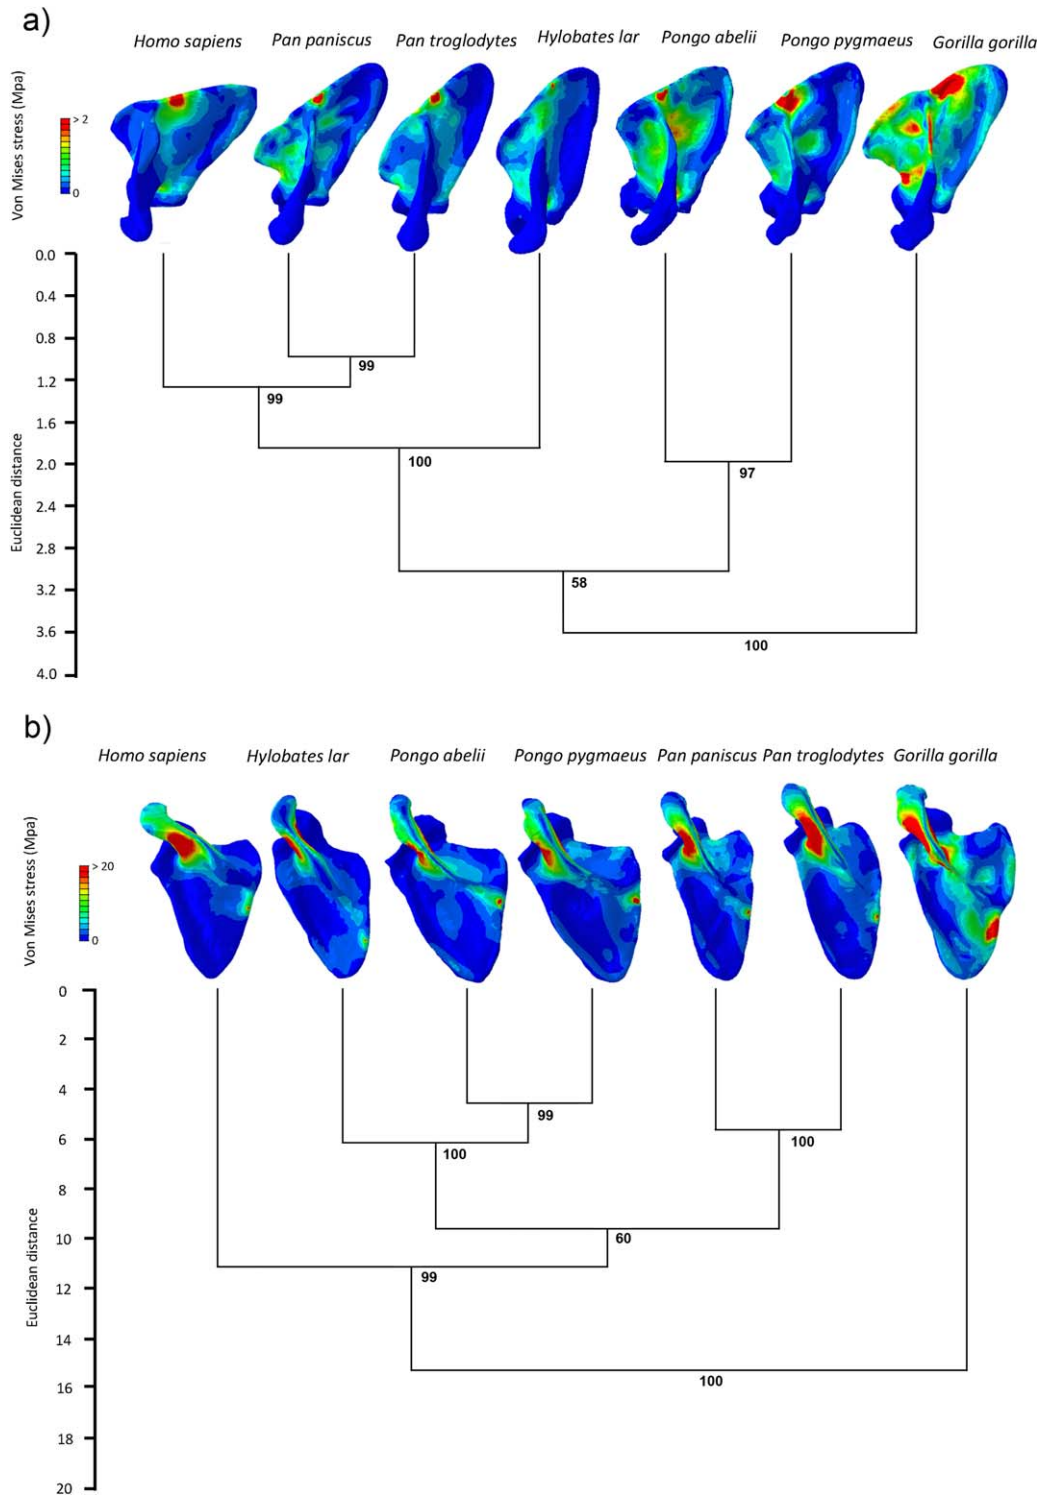 a)
Homo sapiens
Pan paniscus
Pan troglodytes
Hylobates lar
Pongo abelii
Pongo pygmaeus
Gorilla gorilla
Von Mises stress (Mpa)
> 2
0
Euclidean distance
0.0
0.4
0.8
1.2
1.6
2.0
2.4
2.8
3.2
3.6
4.0
99
99
100
97
58
100
b)
Homo sapiens
Hylobates lar
Pongo abelii
Pongo pygmaeus
Pan paniscus
Pan troglodytes
Gorilla gorilla
Von Mises stress (Mpa)
> 20
0
Euclidean distance
0
2
4
6
8
10
12
14
16
18
20
99
100
100
60
99
100